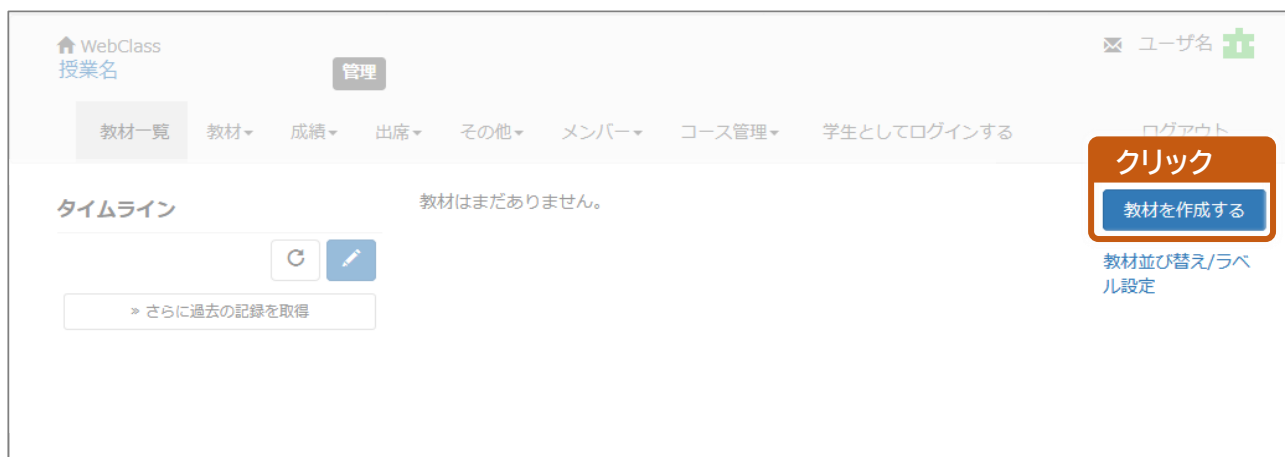 WebClass
授業名
管理
ユーザ名
教材一覧 教材 成績 出席 その他 メンバー コース管理 学生としてログインする ログアウト
クリック
タイムライン
教材はまだありません。
教材を作成する
教材並び替え/ラベ
ル設定
» さらに過去の記録を取得